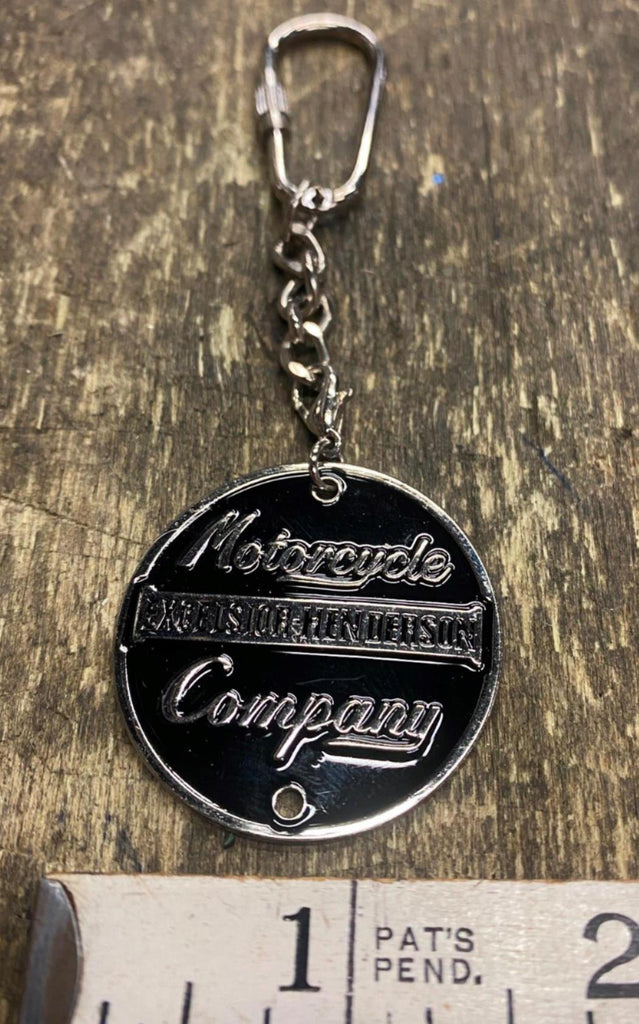 Motorcycle
EXCELSIOR-HENDERSON
Company
1 PAT'S 2
PEND.